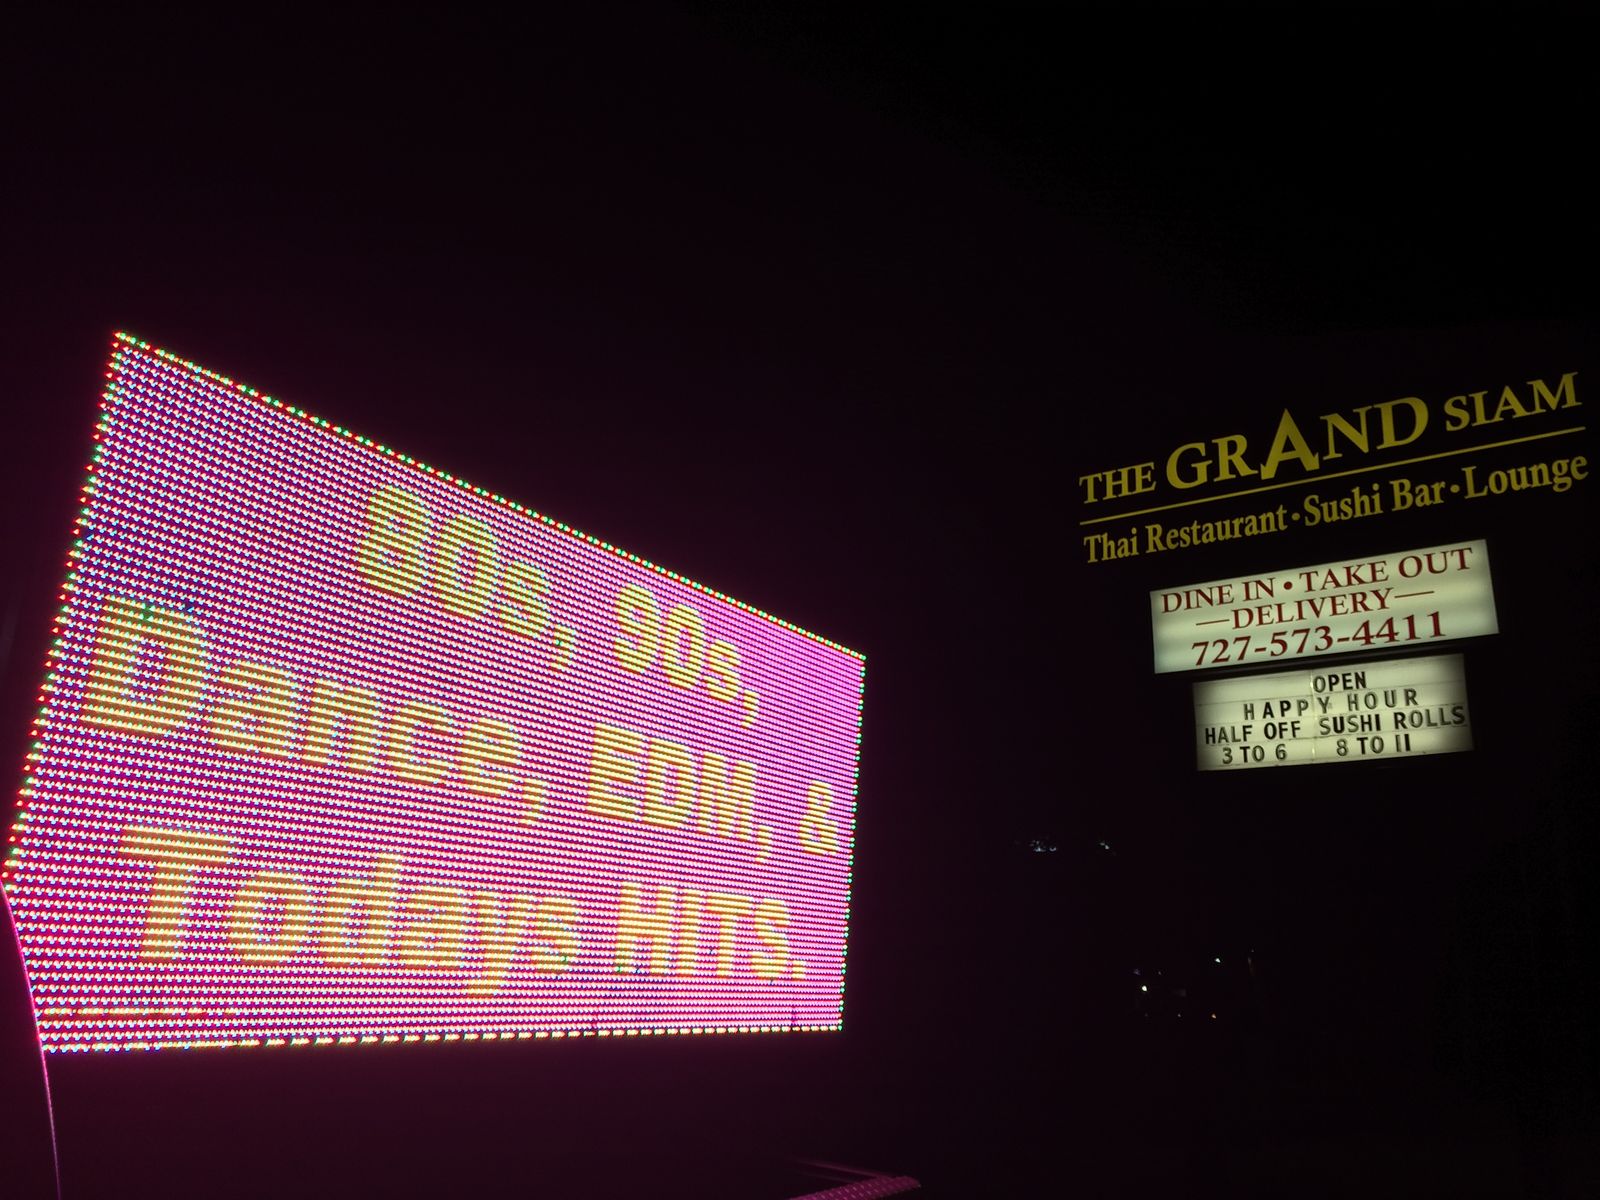 80s, 90s,
Dance, EDM, &
Todays HITS.
THE GRAND SIAM
Thai Restaurant • Sushi Bar • Lounge
DINE IN • TAKE OUT
—DELIVERY—
727-573-4411
OPEN
HAPPY HOUR
HALF OFF SUSHI ROLLS
3 TO 6 8 TO 11